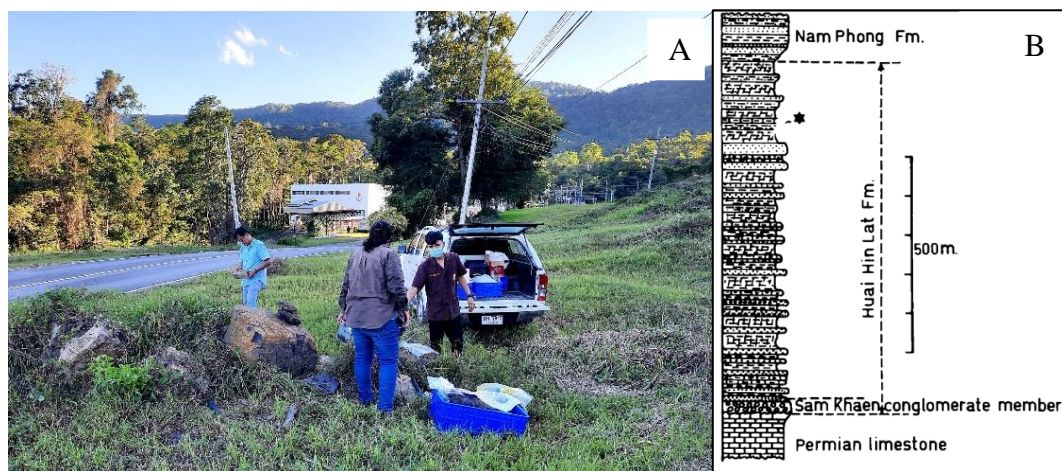 A
B
Nam Phong Fm.
Huai Hin Lat Fm.
500m.
Sam Khaen conglomerate member
Permian limestone